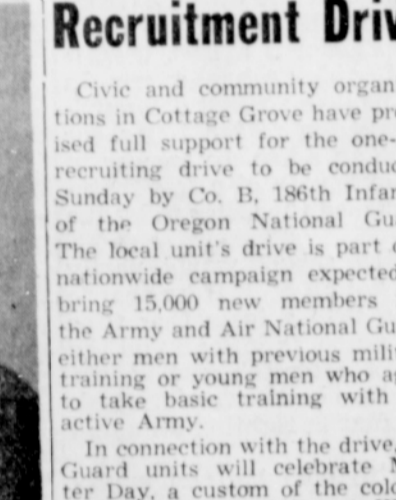 Recruitment Driv
Civic and community organ
tions in Cottage Grove have pr
ised full support for the one-
recruiting drive to be conduc
Sunday by Co. B, 186th Infan
of the Oregon National Gu
The local unit's drive is part
nationwide campaign expected
bring 15,000 new members
the Army and Air National Gu
either men with previous mili
training or young men who ag
to take basic training with
active Army.
In connection with the drive,
Guard units will celebrate M
ter Day, a custom of the colo